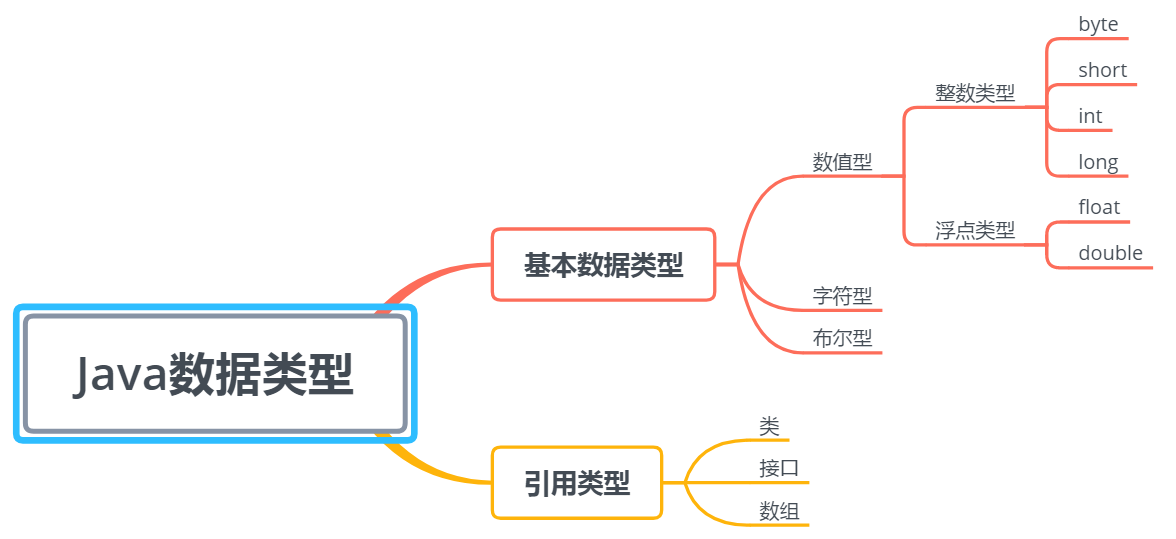 Java数据类型
基本数据类型
数值型
整数类型
byte
short
int
long
浮点类型
float
double
字符型
布尔型
引用类型
类
接口
数组